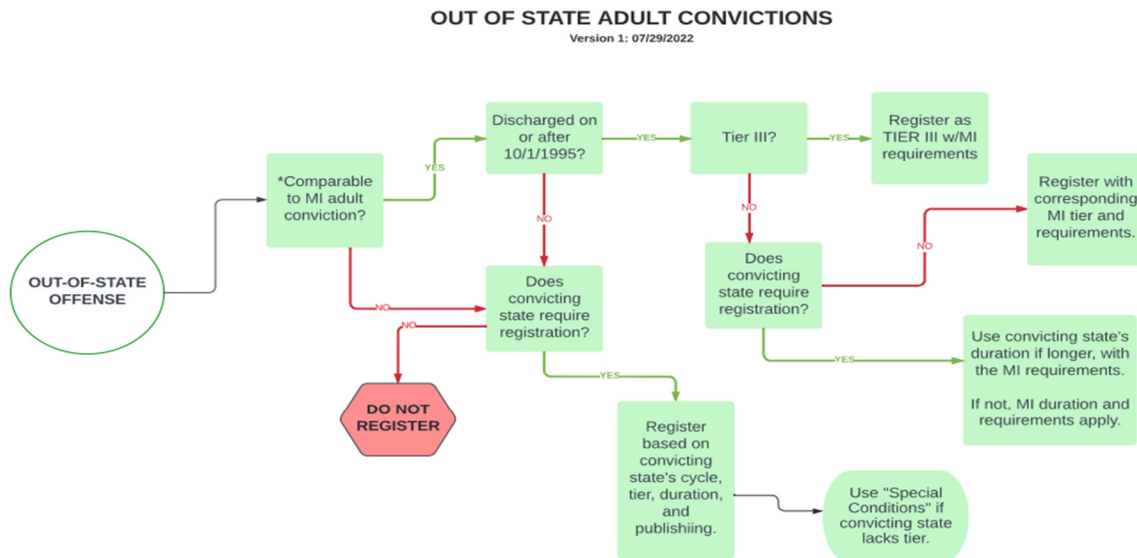 OUT OF STATE ADULT CONVICTIONS
Version 1: 07/29/2022
OUT-OF-STATE
OFFENSE
*Comparable
to MI adult
conviction?
YES
NO
Discharged on
or after
10/1/1995?
YES
NO
Tier III?
YES
NO
Register as
TIER III w/MI
requirements
Does
convicting
state require
registration?
NO
YES
DO NOT
REGISTER
Does
convicting
state require
registration?
NO
YES
Register with
corresponding
MI tier and
requirements.
Use convicting state's
duration if longer, with
the MI requirements.
If not, MI duration and
requirements apply.
Register
based on
convicting
state's cycle,
tier, duration,
and
publishiing.
Use "Special
Conditions" if
convicting state
lacks tier.